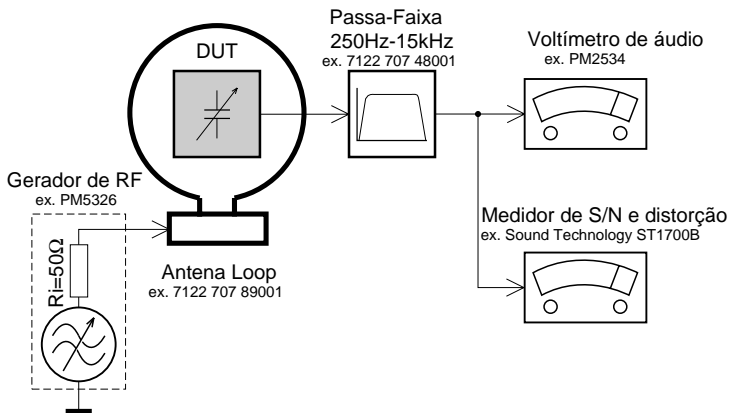 Passa-Faixa
250Hz-15kHz
ex. 7122 707 48001
DUT
Voltímetro de áudio
ex. PM2534
Gerador de RF
ex. PM5326
Ri=50Ω
Antena Loop
ex. 7122 707 89001
Medidor de S/N e distorção
ex. Sound Technology ST1700B